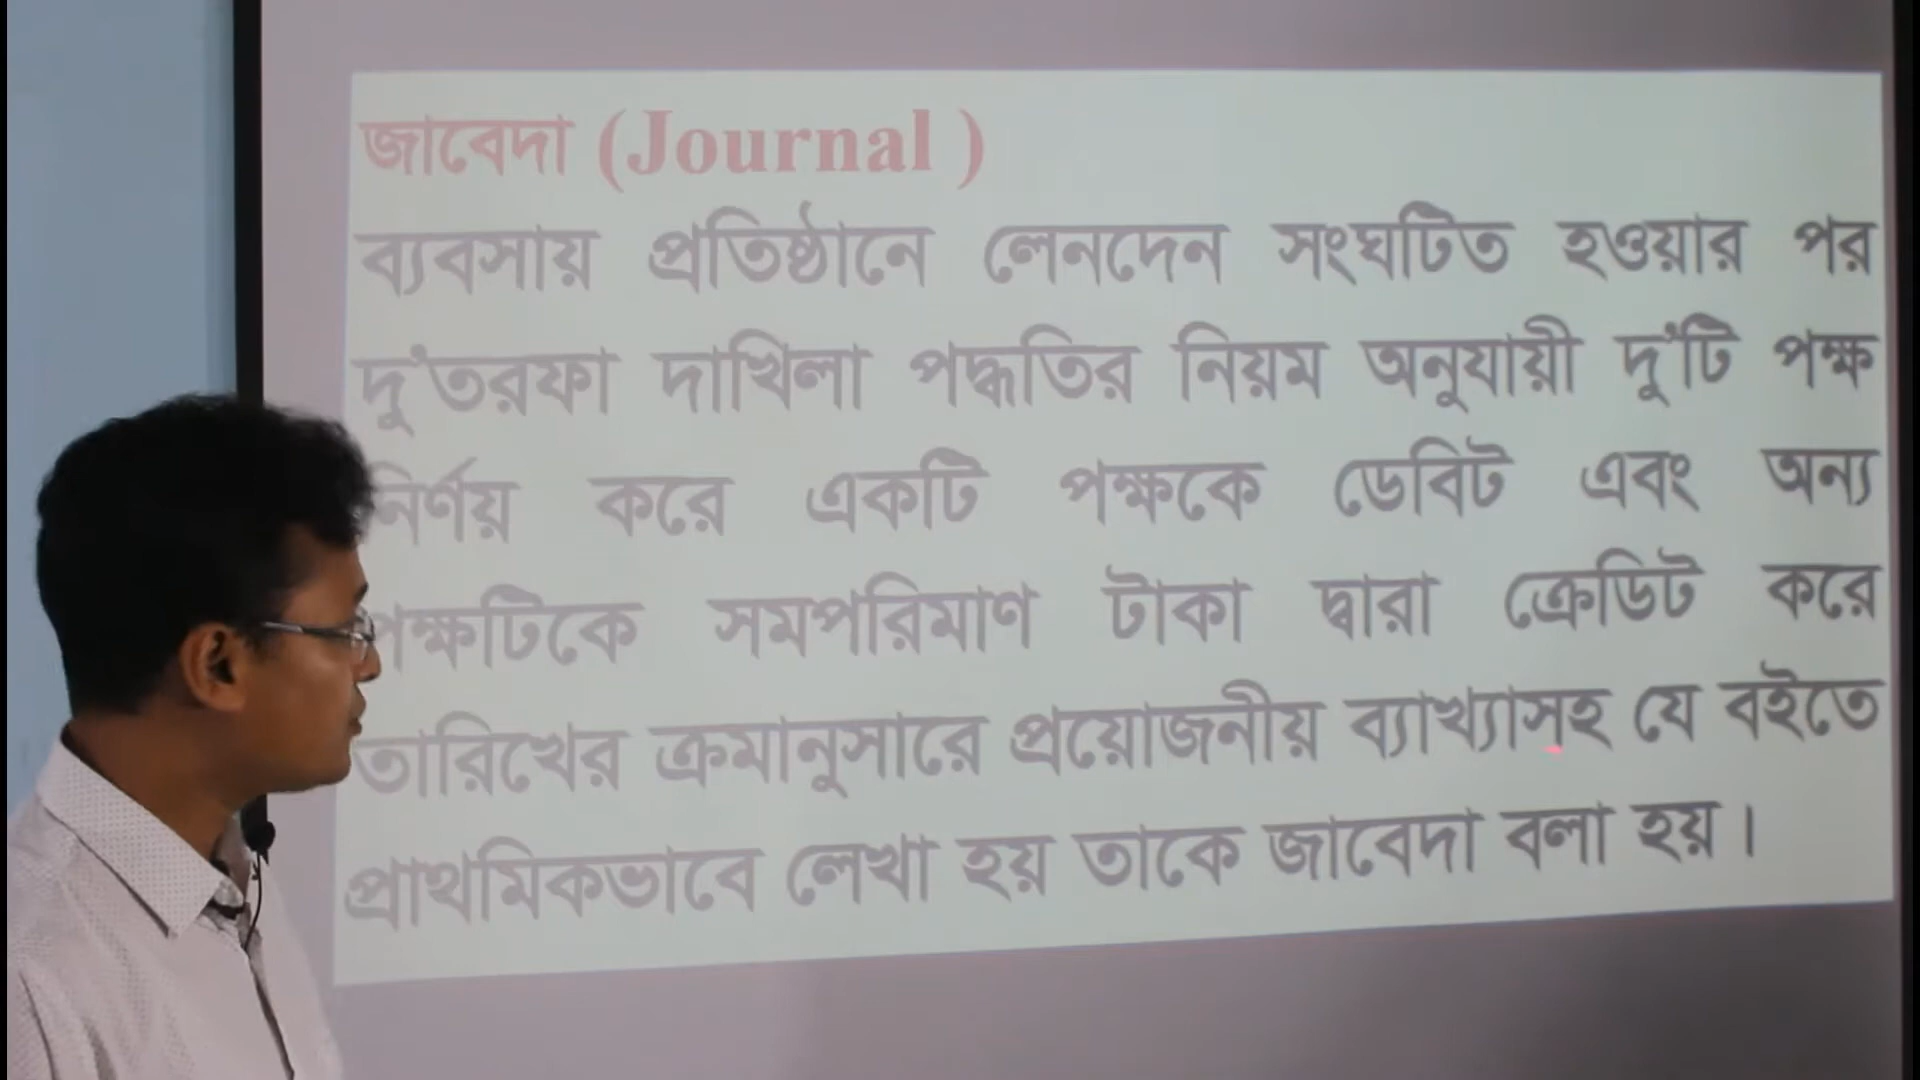 জাবেদা (Journal )
ব্যবসায় প্রতিষ্ঠানে লেনদেন সংঘটিত হওয়ার পর
দু'তরফা দাখিলা পদ্ধতির নিয়ম অনুযায়ী দু'টি পক্ষ
নির্ণয় করে একটি পক্ষকে ডেবিট এবং অন্য
পক্ষটিকে সমপরিমাণ টাকা দ্বারা ক্রেডিট করে
তারিখের ক্রমানুসারে প্রয়োজনীয় ব্যাখ্যাসহ যে বইতে
প্রাথমিকভাবে লেখা হয় তাকে জাবেদা বলা হয় ।